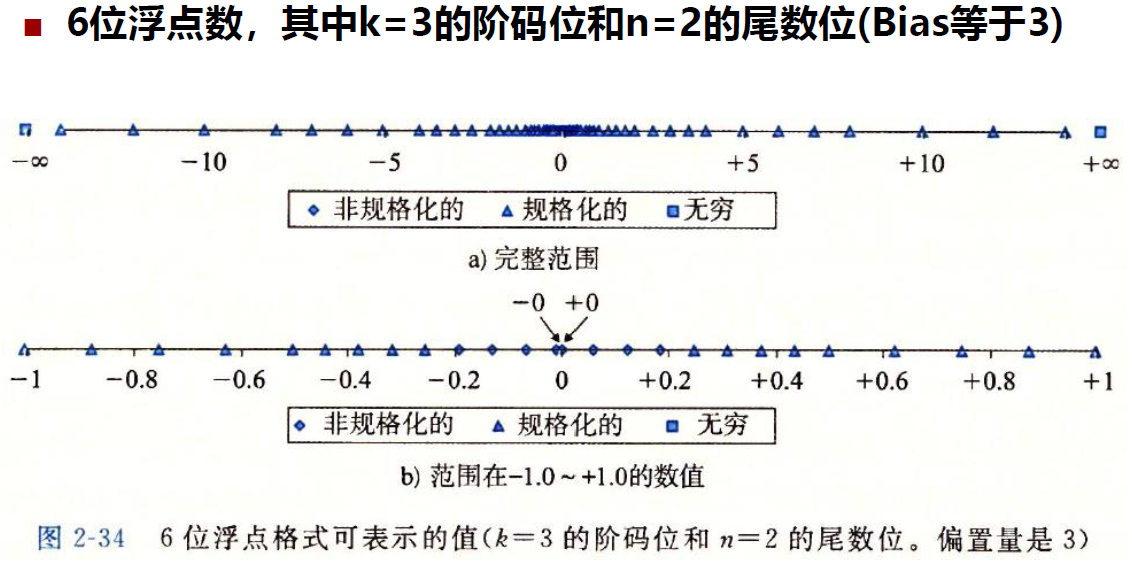 ■ 6位浮点数，其中k=3的阶码位和n=2的尾数位(Bias等于3)
−∞ −10 −5 0 +5 +10 +∞
非规格化的 规格化的 无穷
a) 完整范围
−0 +0
−1 −0.8 −0.6 −0.4 −0.2 0 +0.2 +0.4 +0.6 +0.8 +1
非规格化的 规格化的 无穷
b) 范围在−1.0～+1.0的数值
图 2-34 6 位浮点格式可表示的值(k=3 的阶码位和 n=2 的尾数位。偏置量是 3)